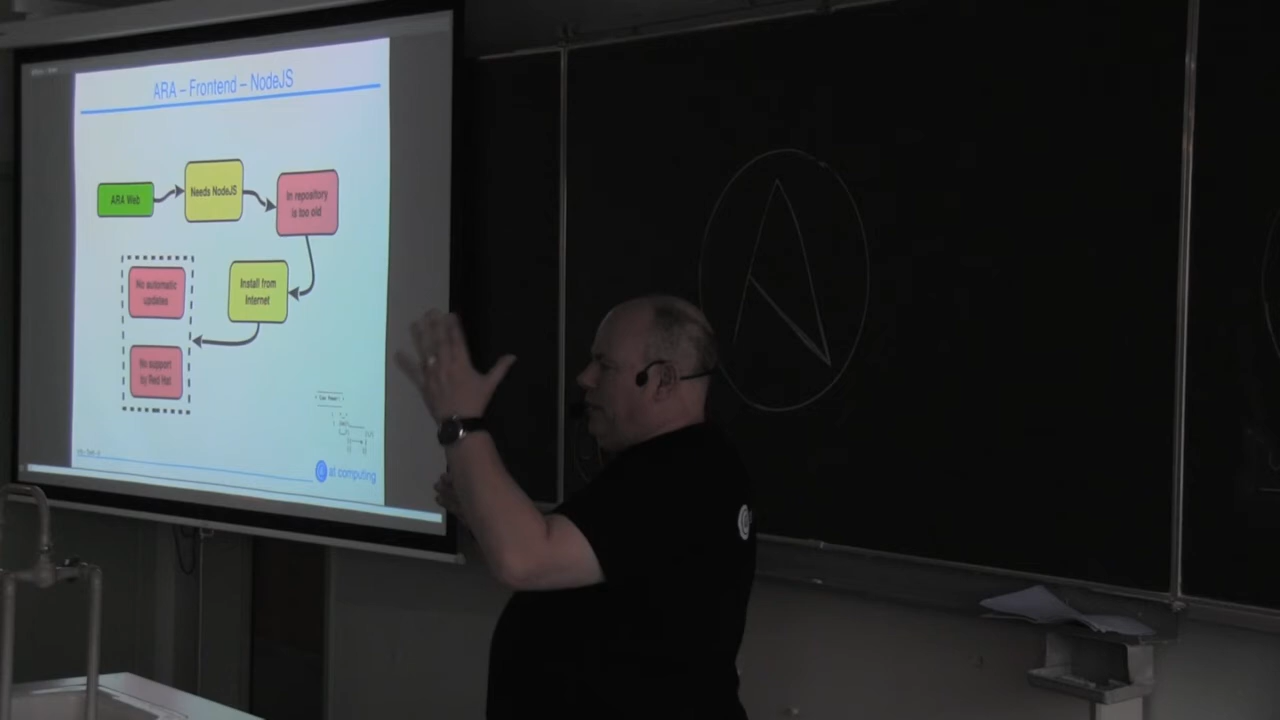 ARA – Frontend – NodeJS
ARA Web
Needs NodeJS
In repository
is too old
Install from
Internet
No automatic
updates
No support
by Red Hat
at computing